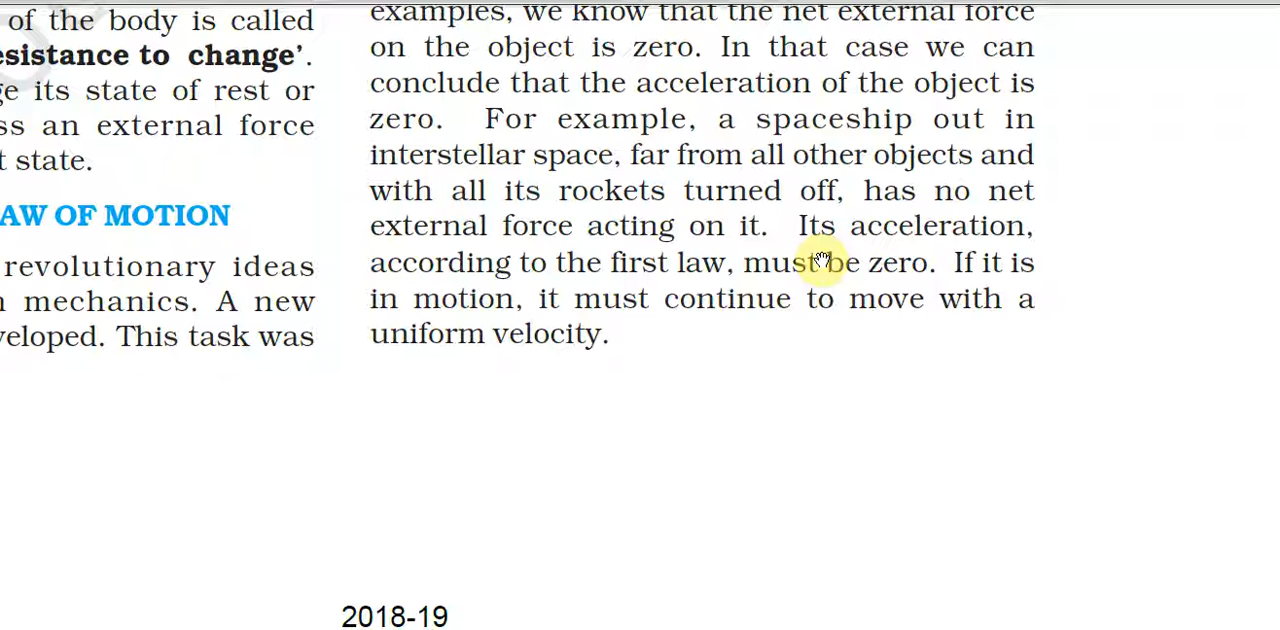 of the body is called
esistance to change'.
ge its state of rest or
ss an external force
t state.
AW OF MOTION
revolutionary ideas
n mechanics. A new
veloped. This task was
examples, we know that the net external force
on the object is zero. In that case we can
conclude that the acceleration of the object is
zero. For example, a spaceship out in
interstellar space, far from all other objects and
with all its rockets turned off, has no net
external force acting on it. Its acceleration,
according to the first law, must be zero. If it is
in motion, it must continue to move with a
uniform velocity.
2018-19